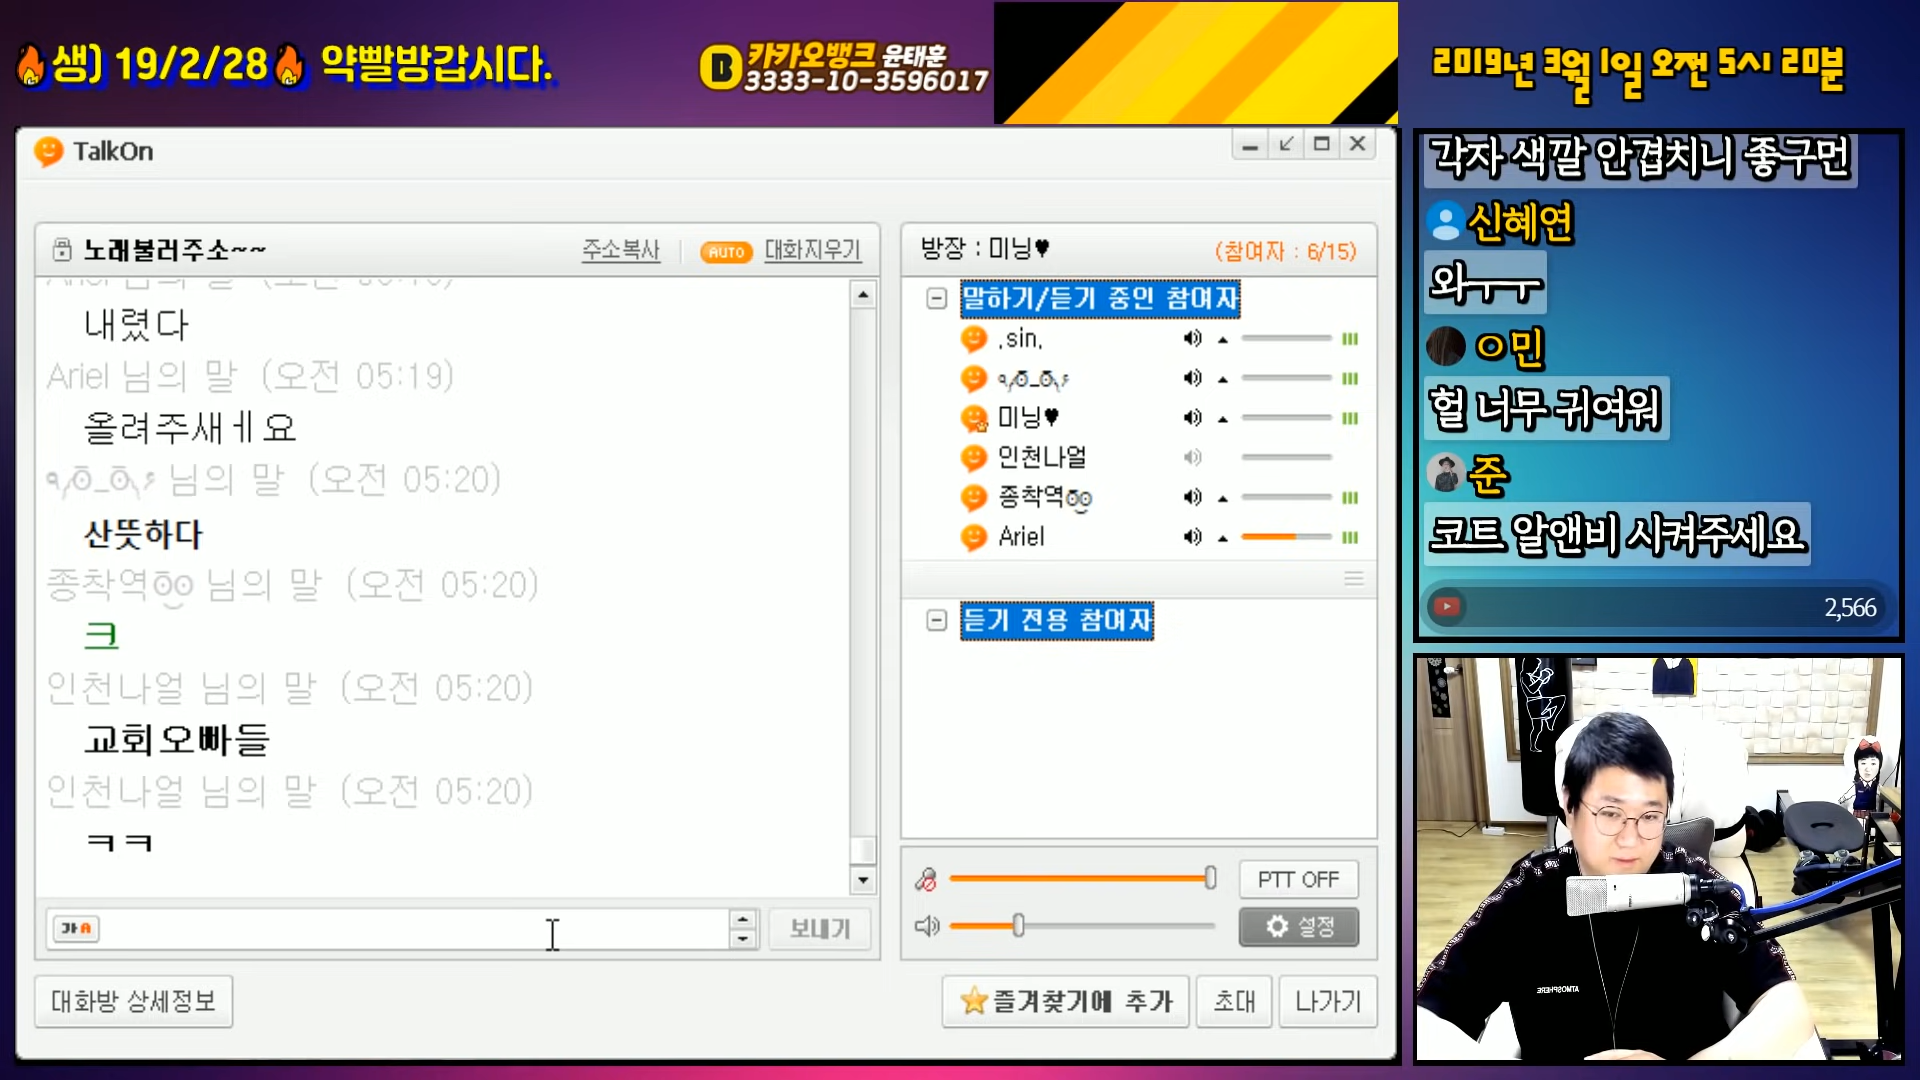 생) 19/2/28 약빨방갑시다.
카카오뱅크 윤태훈
3333-10-3596017
2019년 3월 1일 오전 5시 20분
TalkOn
노래불러주소~~
주소복사
AUTO 대화지우기
내렸다
Ariel 님의 말 (오전 05:19)
올려주새ㅔ요
님의 말 (오전 05:20)
산뜻하다
종착역 님의 말 (오전 05:20)
크
인천나얼 님의 말 (오전 05:20)
교회오빠들
인천나얼 님의 말 (오전 05:20)
ㅋㅋ
가A
보내기
대화방 상세정보
방장 : 미닝♥
(참여자 : 6/15)
말하기/듣기 중인 참여자
.sin.
미닝♥
인천나얼
종착역
Ariel
듣기 전용 참여자
PTT OFF
설정
즐겨찾기에 추가
초대
나가기
각자 색깔 안겹치니 좋구먼
신혜연
와ㅜㅜ
ㅇ민
헐 너무 귀여워
준
코트 알앤비 시켜주세요
2,566
ATMOSPHERE